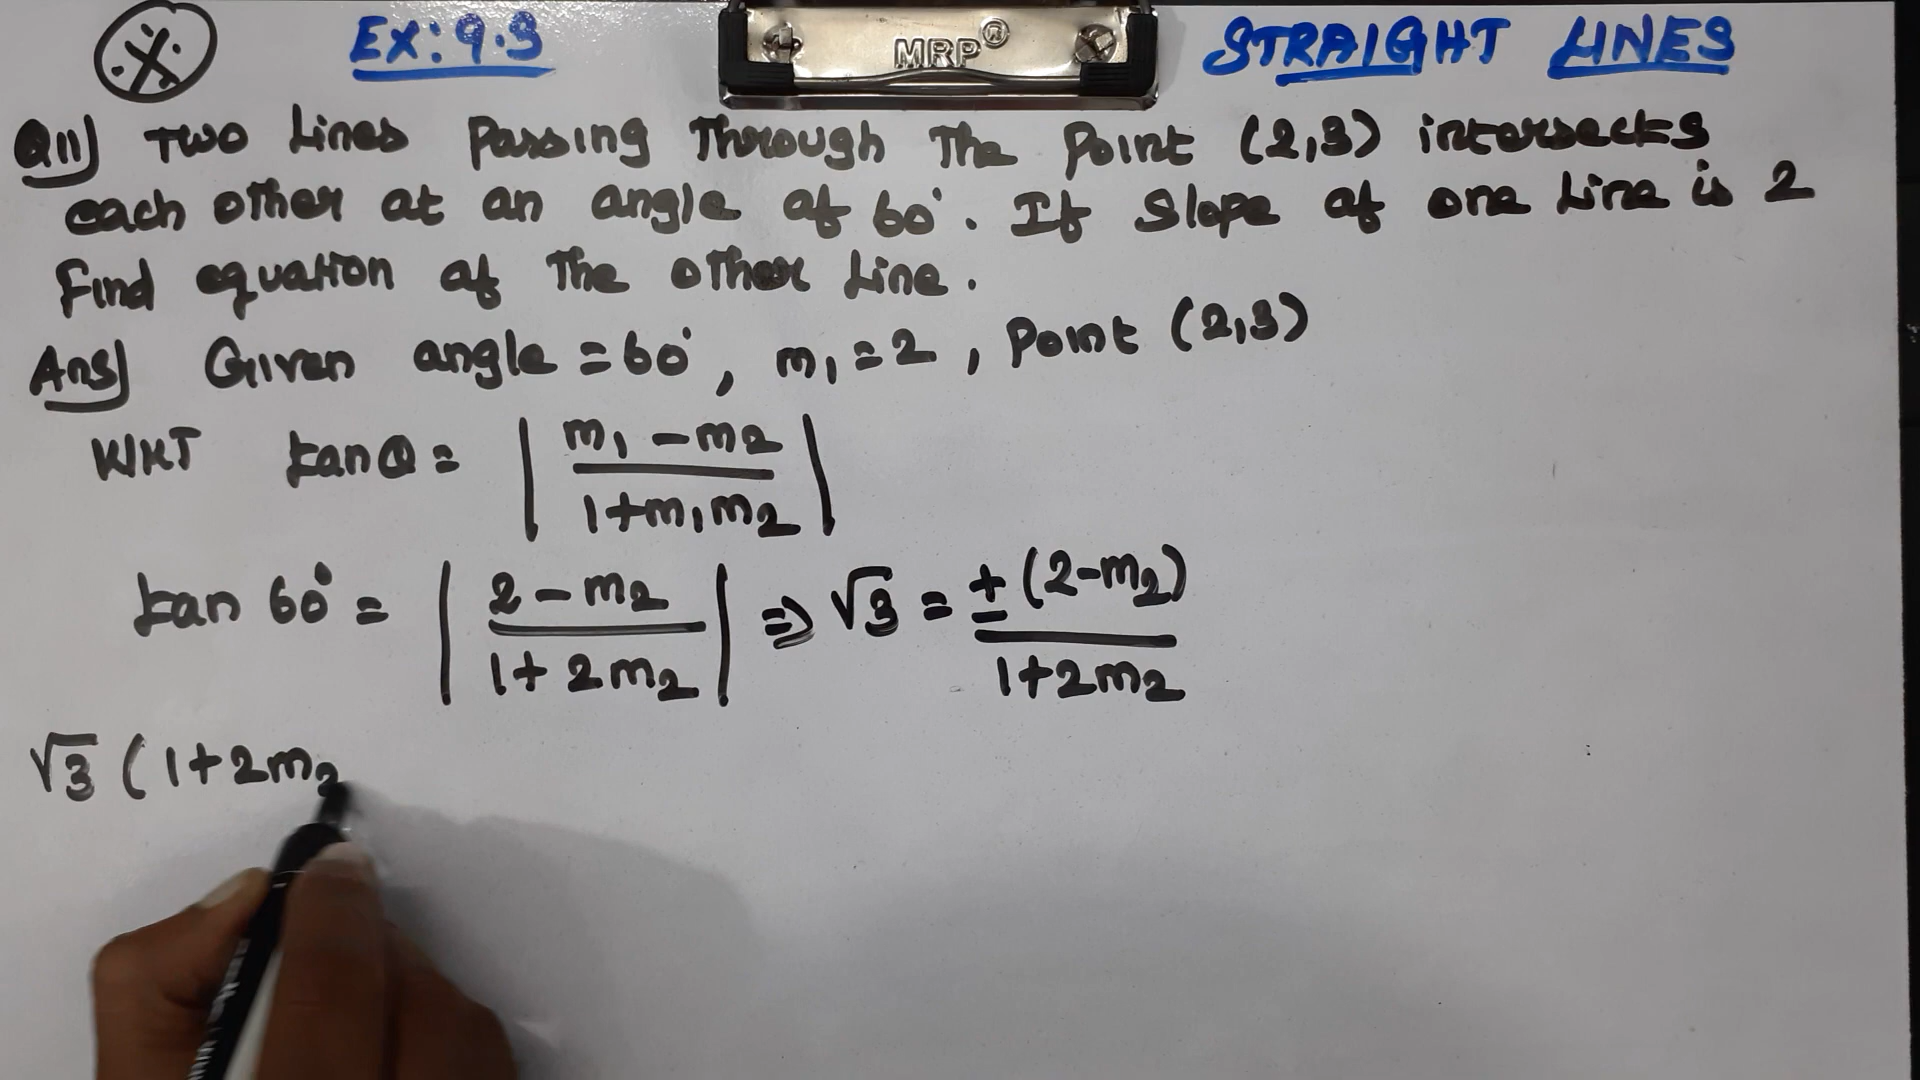 EX: 9.3
MRP®
STRAIGHT LINES
Q11) Two Lines Passing Through The Point (2,3) intersects
each other at an angle of 60°. If Slope of one Line is 2
Find equation of The other Line.
Ans) Given angle = 60°, m₁ = 2, Point (2,3)
WKT tanθ = | m₁ - m₂ / 1+m₁m₂ |
tan 60° = | 2 - m₂ / 1+2m₂ | ⇒ √3 = ± (2-m₂) / 1+2m₂
√3 (1+2m₂